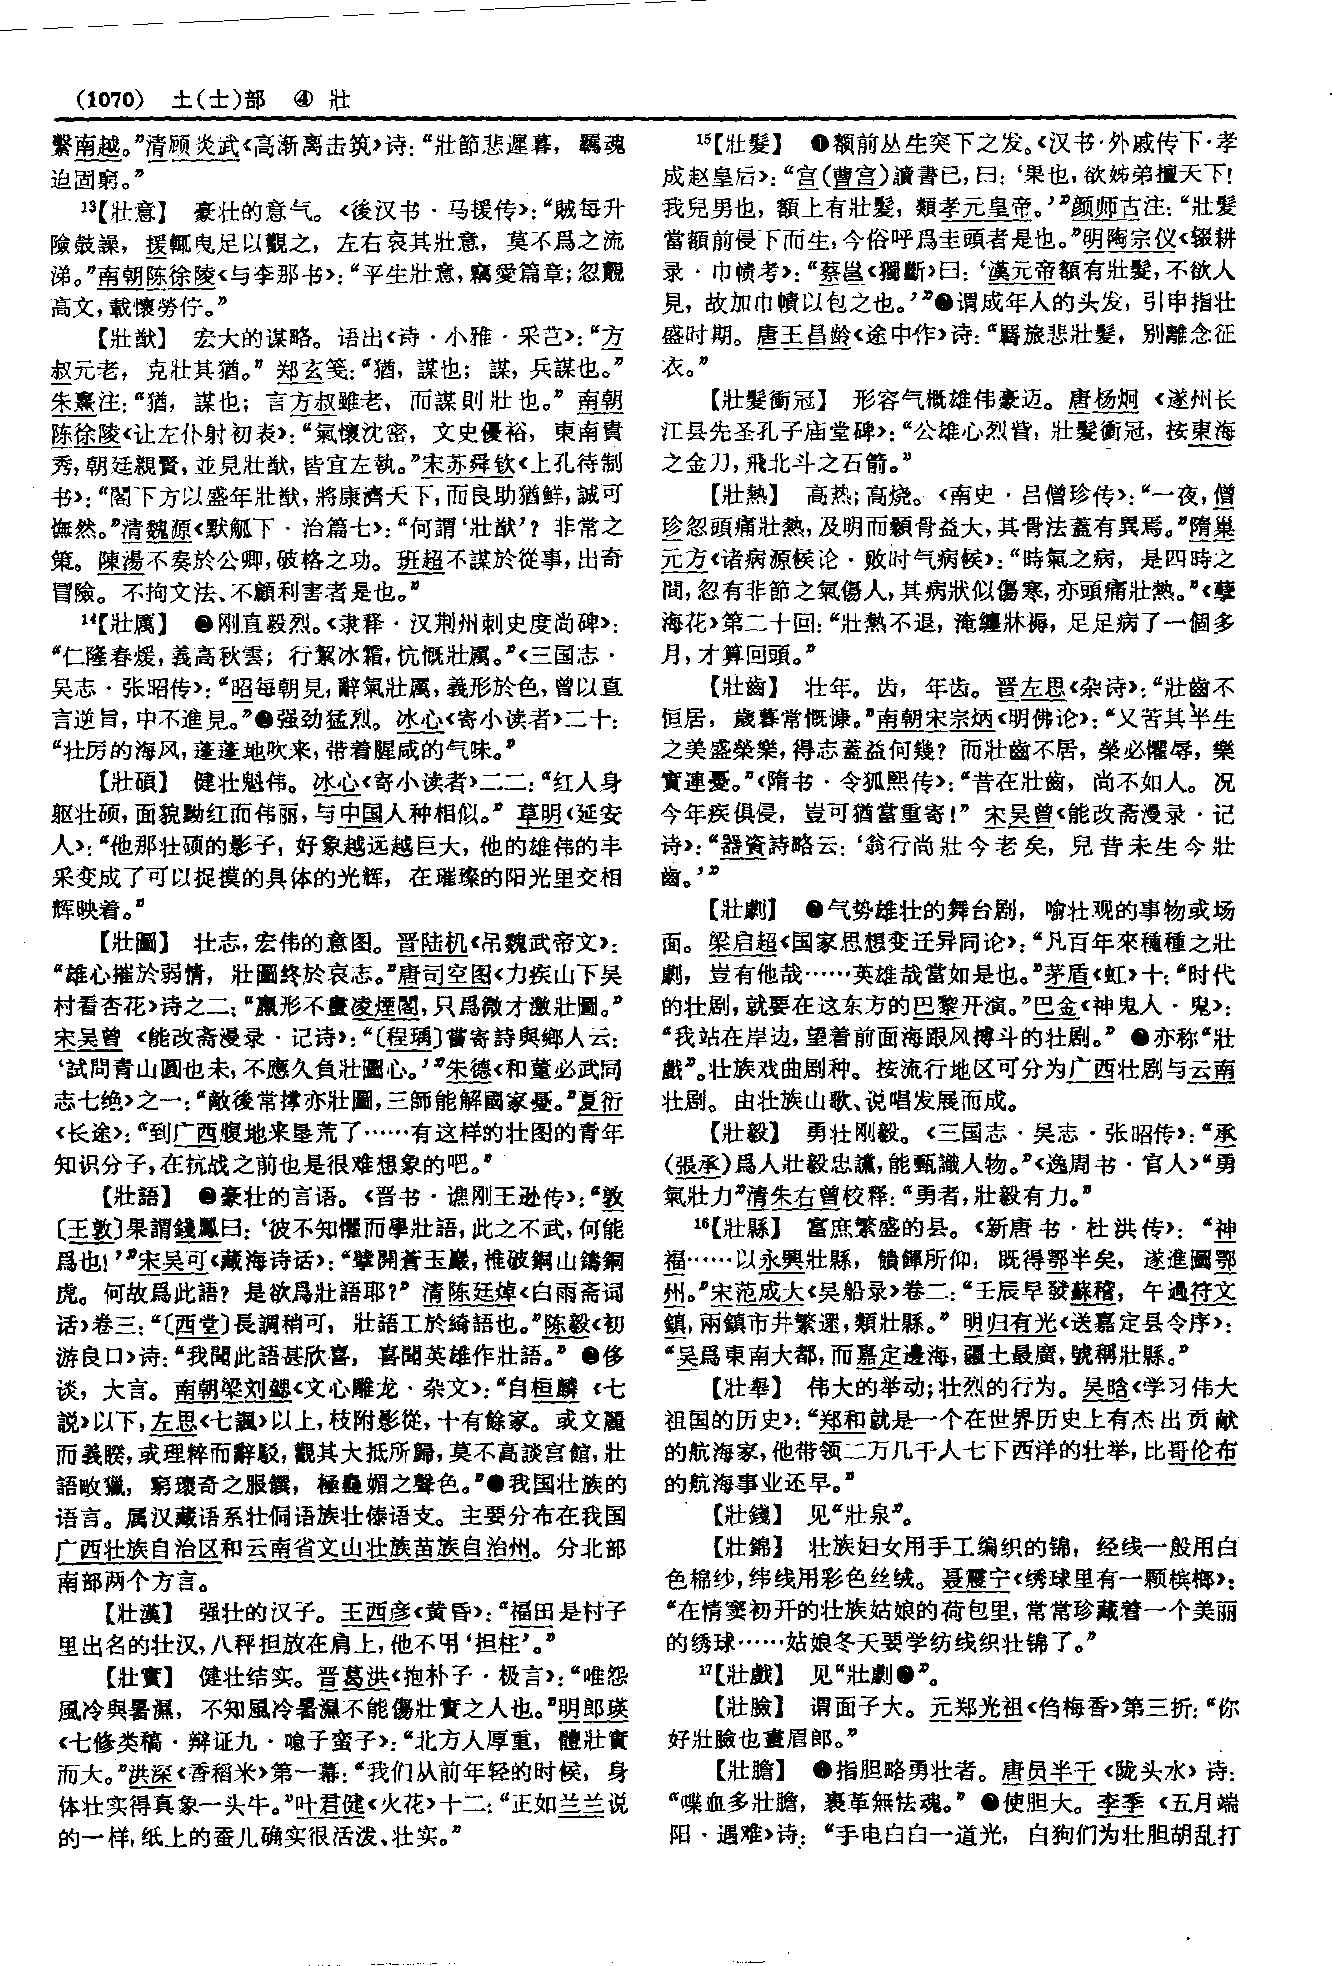 (1070) 土(士)部 ④ 壯
繫南越。”清顾炎武《高渐离击筑》诗：“壯節悲遲暮，羈魂
迫固窮。”
13【壯意】 豪壮的意气。《後汉书·马援传》：“賊每升
險鼓譟，援輒曳足以觀之，左右哀其壯意，莫不爲之流
涕。”南朝陈徐陵《与李那书》：“平生壯意，竊愛篇章；忽覩
高文，載懷勞佇。”
【壯猷】 宏大的谋略。语出《诗·小雅·采芑》：“方
叔元老，克壯其猶。”郑玄笺：“猶，謀也；謀，兵謀也。”
朱熹注：“猶，謀也；言方叔雖老，而謀則壯也。”南朝
陈徐陵《让左仆射初表》：“氣懷沈密，文史優裕，東南貴
秀，朝廷親賢，並見壯猷，皆宜左執。”宋苏舜钦《上孔待制
书》：“閣下方以盛年壯猷，將康濟天下，而良助猶鮮，誠可
憮然。”清魏源《默觚下·治篇七》：“何謂‘壯猷’？非常之
策。陳湯不奏於公卿，破格之功。班超不謀於從事，出奇
冒險。不拘文法、不顧利害者是也。”
14【壯厲】 ❶刚直毅烈。《隶释·汉荆州刺史度尚碑》：
“仁隆春煖，義高秋雲；行絜冰霜，忼慨壯厲。”《三国志·
吴志·张昭传》：“昭每朝見，辭氣壯厲，義形於色，曾以直
言逆旨，中不進見。”❷强劲猛烈。冰心《寄小读者》二十：
“壮厉的海风，蓬蓬地吹来，带着腥咸的气味。”
【壯碩】 健壮魁伟。冰心《寄小读者》二二：“红人身
躯壮硕，面貌黝红而伟丽，与中国人种相似。”草明《延安
人》：“他那壮硕的影子，好象越远越巨大，他的雄伟的丰
采变成了可以捉摸的具体的光辉，在璀璨的阳光里交相
辉映着。”
【壯圖】 壮志，宏伟的意图。晋陆机《吊魏武帝文》：
“雄心摧於弱情，壯圖終於哀志。”唐司空图《力疾山下吴
村看杏花》诗之二：“羸形不畫凌煙閣，只爲微才激壯圖。”
宋吴曾《能改斋漫录·记诗》：“〔程瑀〕嘗寄詩與鄉人云：
‘試問青山圓也未，不應久負壯圖心。’”朱德《和董必武同
志七绝》之一：“敵後常撑亦壯圖，三師能解國家憂。”夏衍
《长途》：“到广西腹地来垦荒了……有这样的壮图的青年
知识分子，在抗战之前也是很难想象的吧。”
【壯語】 ❶豪壮的言语。《晋书·谯刚王逊传》：“敦
〔王敦〕果謂錢鳳曰：‘彼不知懼而學壯語，此之不武，何能
爲也！’”宋吴可《藏海诗话》：“擘開蒼玉巖，椎破銅山鑄銅
虎。何故爲此語？是欲爲壯語耶？”清陈廷焯《白雨斋词
话》卷三：“〔西堂〕長調稍可，壯語工於綺語也。”陈毅《初
游良口》诗：“我聞此語甚欣喜，喜聞英雄作壯語。”❷侈
谈，大言。南朝梁刘勰《文心雕龙·杂文》：“自桓麟《七
説》以下，左思《七諷》以上，枝附影從，十有餘家。或文麗
而義睽，或理粹而辭駁，觀其大抵所歸，莫不高談宫館，壯
語畋獵，窮瓌奇之服饌，極蠱媚之聲色。”❸我国壮族的
语言。属汉藏语系壮侗语族壮傣语支。主要分布在我国
广西壮族自治区和云南省文山壮族苗族自治州。分北部
南部两个方言。
【壯漢】 强壮的汉子。王西彦《黄昏》：“福田是村子
里出名的壮汉，八秤担放在肩上，他不甩‘担柱’。”
【壯實】 健壮结实。晋葛洪《抱朴子·极言》：“唯怨
風冷與暑濕，不知風冷暑濕不能傷壯實之人也。”明郎瑛
《七修类稿·辩证九·呛子蛮子》：“北方人厚重，體壯實
而大。”洪深《香稻米》第一幕：“我们从前年轻的时候，身
体壮实得真象一头牛。”叶君健《火花》十二：“正如兰兰说
的一样，纸上的蚕儿确实很活泼、壮实。”
15【壯髮】 ❶额前丛生突下之发。《汉书·外戚传下·孝
成赵皇后》：“宫(曹宫)讀書已，曰：‘果也，欲姊弟擅天下！
我兒男也，額上有壯髮，類孝元皇帝。’”颜师古注：“壯髮
當額前侵下而生，今俗呼爲圭頭者是也。”明陶宗仪《辍耕
录·巾帻考》：“蔡邕《獨斷》曰：‘漢元帝額有壯髮，不欲人
見，故加巾幘以包之也。’”❷谓成年人的头发，引申指壮
盛时期。唐王昌龄《途中作》诗：“羇旅悲壯髮，别離念征
衣。”
【壯髮衝冠】 形容气概雄伟豪迈。唐杨炯《遂州长
江县先圣孔子庙堂碑》：“公雄心烈眥，壯髮衝冠，按東海
之金刀，飛北斗之石箭。”
【壯熱】 高热；高烧。《南史·吕僧珍传》：“一夜，僧
珍忽頭痛壯熱，及明而顙骨益大，其骨法蓋有異焉。”隋巢
元方《诸病源候论·败时气病候》：“時氣之病，是四時之
間，忽有非節之氣傷人，其病狀似傷寒，亦頭痛壯熱。”《孽
海花》第二十回：“壯熱不退，淹纏牀褥，足足病了一個多
月，才算回頭。”
【壯齒】 壮年。齿，年齿。晋左思《杂诗》：“壯齒不
恒居，歲暮常慨慷。”南朝宋宗炳《明佛论》：“又苦其半生
之美盛榮樂，得志蓋益何幾？而壯齒不居，榮必懼辱，樂
實連憂。”《隋书·令狐熙传》：“昔在壯齒，尚不如人。况
今年疾俱侵，豈可猶當重寄！”宋吴曾《能改斋漫录·记
诗》：“器資詩略云：‘翁行尚壯今老矣，兒昔未生今壯
齒。’”
【壯劇】 ❶气势雄壮的舞台剧，喻壮观的事物或场
面。梁启超《国家思想变迁异同论》：“凡百年來種種之壯
劇，豈有他哉……英雄哉當如是也。”茅盾《虹》十：“时代
的壮剧，就要在这东方的巴黎开演。”巴金《神鬼人·鬼》：
“我站在岸边，望着前面海跟风搏斗的壮剧。”❷亦称“壮
戲”。壮族戏曲剧种。按流行地区可分为广西壮剧与云南
壮剧。由壮族山歌、说唱发展而成。
【壯毅】 勇壮刚毅。《三国志·吴志·张昭传》：“承
(張承)爲人壯毅忠讜，能甄識人物。”《逸周书·官人》“勇
氣壯力”清朱右曾校释：“勇者，壯毅有力。”
16【壯縣】 富庶繁盛的县。《新唐书·杜洪传》：“神
福……以永興壯縣，饋餫所仰，既得鄂半矣，遂進圖鄂
州。”宋范成大《吴船录》卷二：“壬辰早發蘇稽，午過符文
鎮，兩鎮市井繁遝，類壯縣。”明归有光《送嘉定县令序》：
“吴爲東南大都，而嘉定邊海，疆土最廣，號稱壯縣。”
【壯舉】 伟大的举动；壮烈的行为。吴晗《学习伟大
祖国的历史》：“郑和就是一个在世界历史上有杰出贡献
的航海家，他带领二万几千人七下西洋的壮举，比哥伦布
的航海事业还早。”
【壯錢】 见“壯泉”。
【壯錦】 壮族妇女用手工编织的锦，经线一般用白
色棉纱，纬线用彩色丝绒。聂震宁《绣球里有一颗槟榔》：
“在情窦初开的壮族姑娘的荷包里，常常珍藏着一个美丽
的绣球……姑娘冬天要学纺线织壮锦了。”
17【壯戲】 见“壯劇❷”。
【壯臉】 谓面子大。元郑光祖《㑇梅香》第三折：“你
好壯臉也畫眉郎。”
【壯膽】 ❶指胆略勇壮者。唐员半千《陇头水》诗：
“喋血多壯膽，裹革無怯魂。”❷使胆大。李季《五月端
阳·遇难》诗：“手电白白一道光，白狗们为壮胆胡乱打